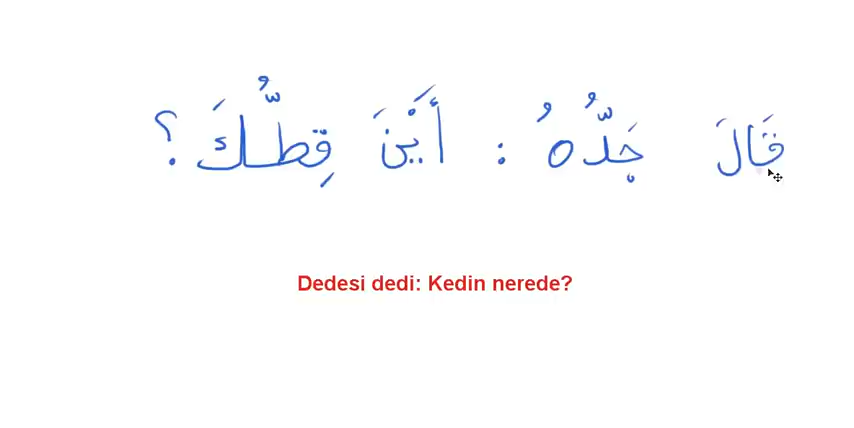 قَالَ جَدُّهُ : أَيْنَ قِطُّكَ ؟
Dedesi dedi: Kedin nerede?